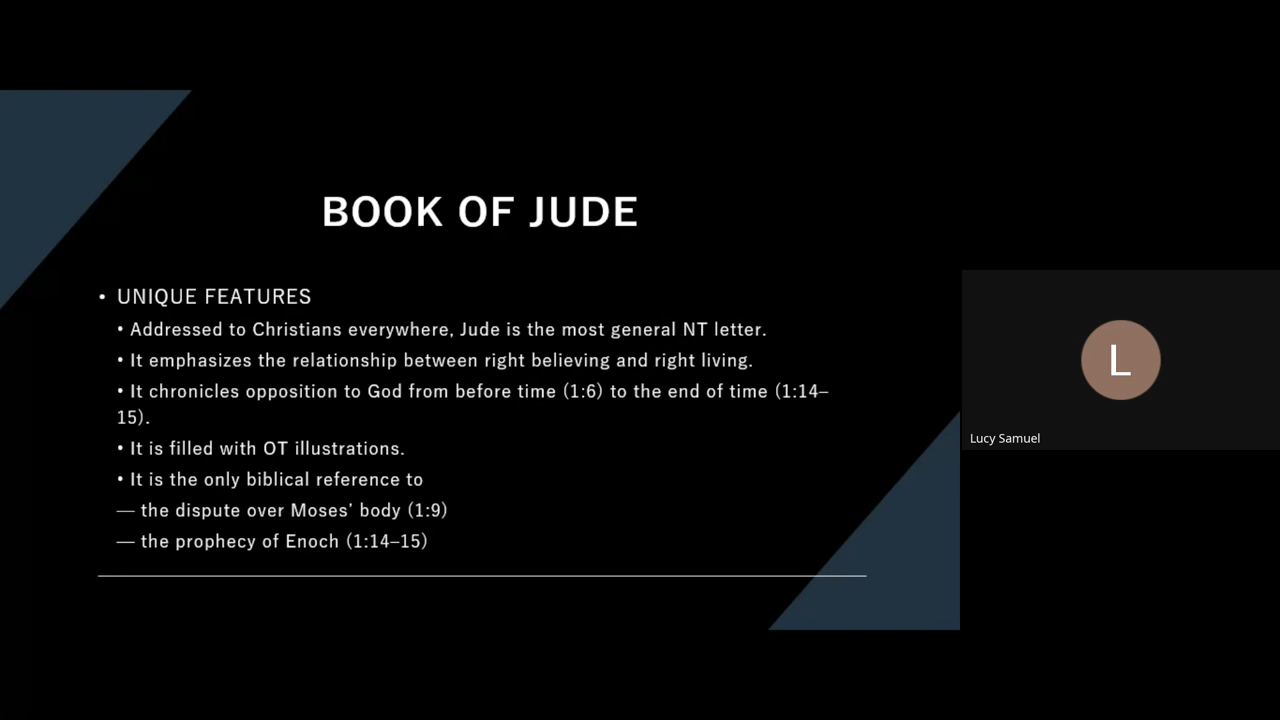 BOOK OF JUDE
• UNIQUE FEATURES
• Addressed to Christians everywhere, Jude is the most general NT letter.
• It emphasizes the relationship between right believing and right living.
• It chronicles opposition to God from before time (1:6) to the end of time (1:14–
15).
• It is filled with OT illustrations.
• It is the only biblical reference to
— the dispute over Moses’ body (1:9)
— the prophecy of Enoch (1:14–15)
L
Lucy Samuel